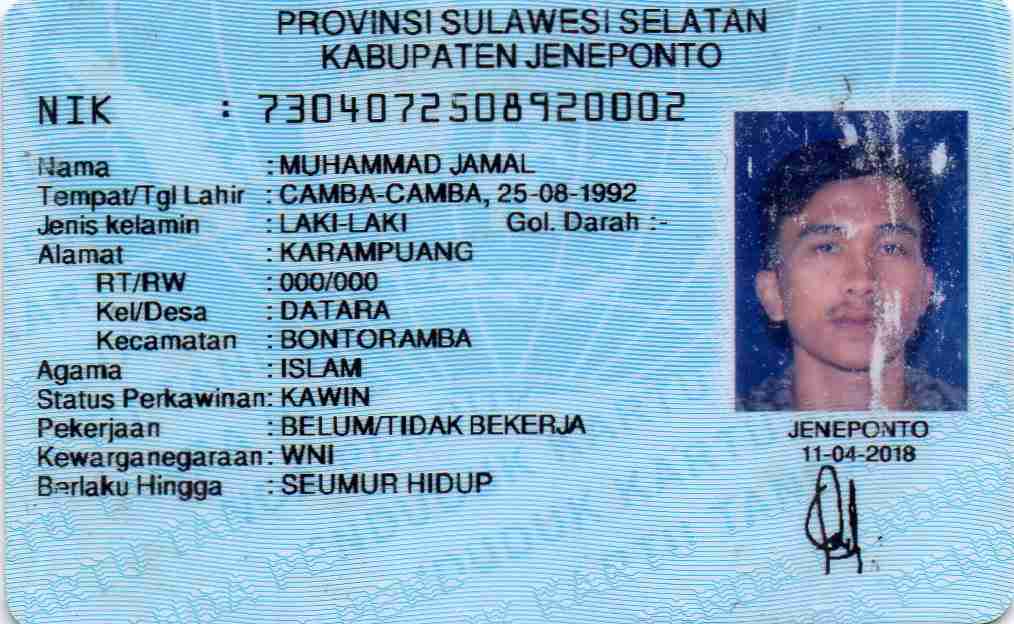 PROVINSI SULAWESI SELATAN
KABUPATEN JENEPONTO
NIK : 7304072508920002
Nama : MUHAMMAD JAMAL
Tempat/Tgl Lahir : CAMBA-CAMBA, 25-08-1992
Jenis kelamin : LAKI-LAKI Gol. Darah :-
Alamat : KARAMPUANG
RT/RW : 000/000
Kel/Desa : DATARA
Kecamatan : BONTORAMBA
Agama : ISLAM
Status Perkawinan: KAWIN
Pekerjaan : BELUM/TIDAK BEKERJA
Kewarganegaraan: WNI
Berlaku Hingga : SEUMUR HIDUP
JENEPONTO
11-04-2018